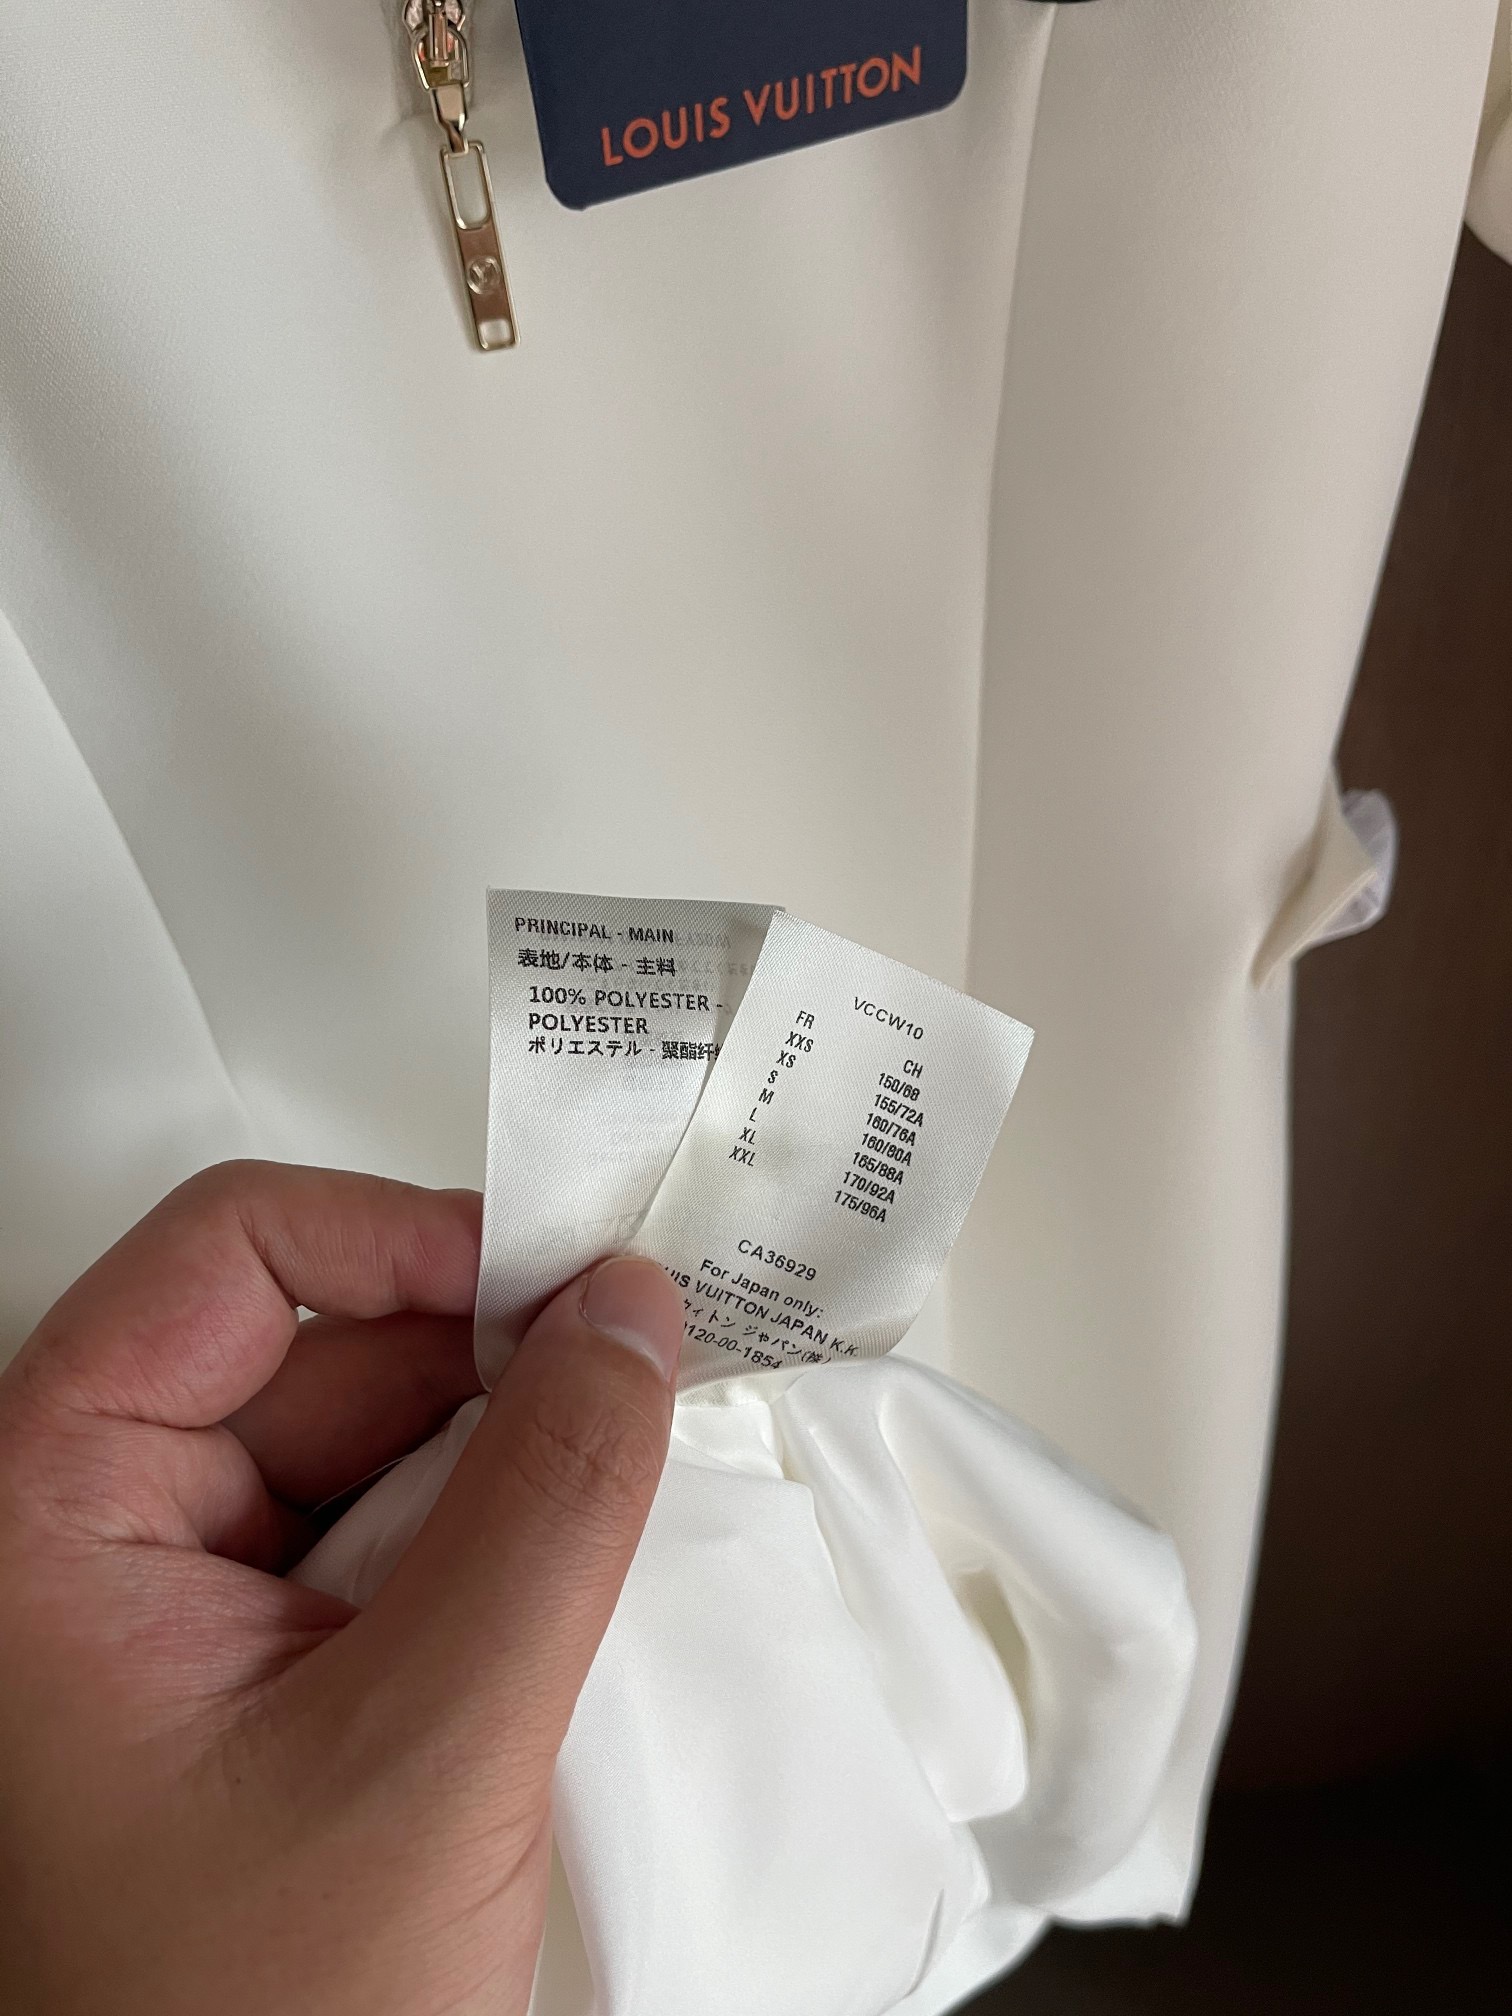 LOUIS VUITTON
PRINCIPAL - MAIN
表地/本体 - 主料
100% POLYESTER -
POLYESTER
ポリエステル - 聚酯纤
VCCW10
FR CH
XXS 150/68
XS 155/72A
S 160/76A
M 160/80A
L 165/88A
XL 170/92A
XXL 175/96A
CA36929
For Japan only:
UIS VUITTON JAPAN K.K.
ヴィトン ジャパン(株)
0120-00-1854